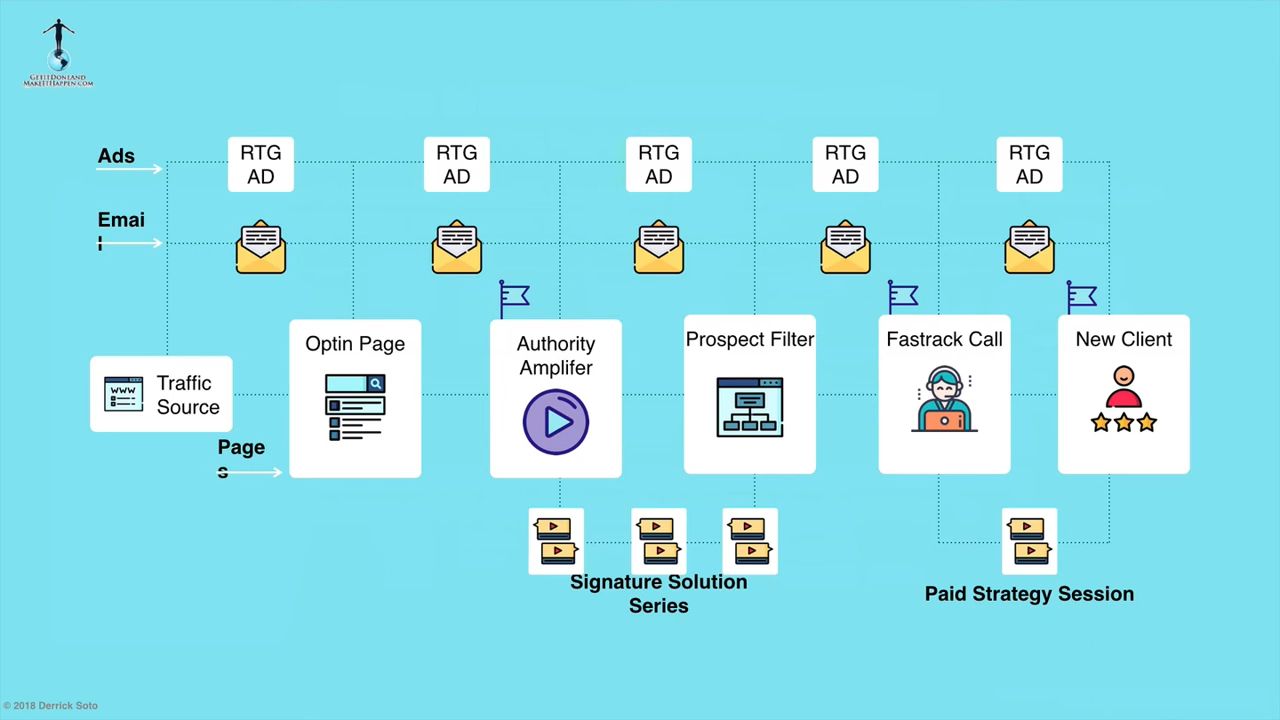 GETITDONEAND
MAKEITHAPPEN.COM
Ads
RTG
AD
RTG
AD
RTG
AD
RTG
AD
RTG
AD
Emai
l
Optin Page
Authority
Amplifer
Prospect Filter
Fastrack Call
New Client
WWW
Traffic
Source
Page
s
Signature Solution
Series
Paid Strategy Session
© 2018 Derrick Soto